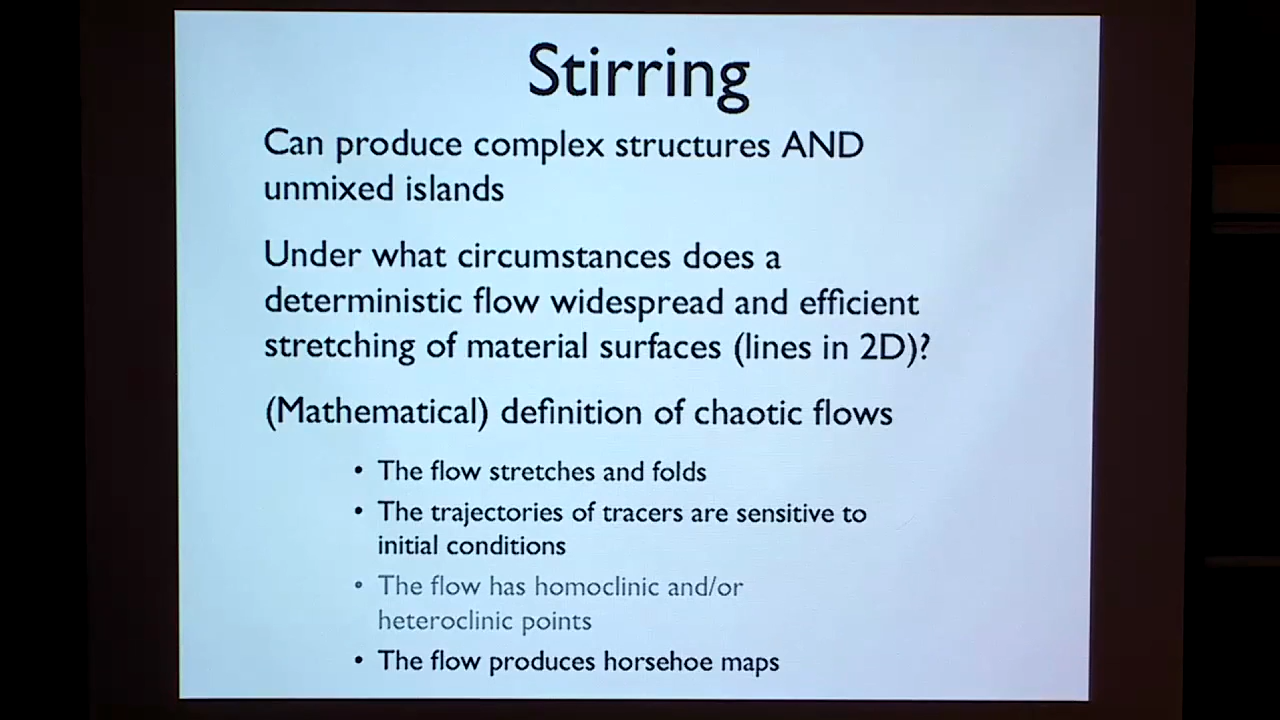 Stirring
Can produce complex structures AND
unmixed islands
Under what circumstances does a
deterministic flow widespread and efficient
stretching of material surfaces (lines in 2D)?
(Mathematical) definition of chaotic flows
• The flow stretches and folds
• The trajectories of tracers are sensitive to
initial conditions
• The flow has homoclinic and/or
heteroclinic points
• The flow produces horsehoe maps